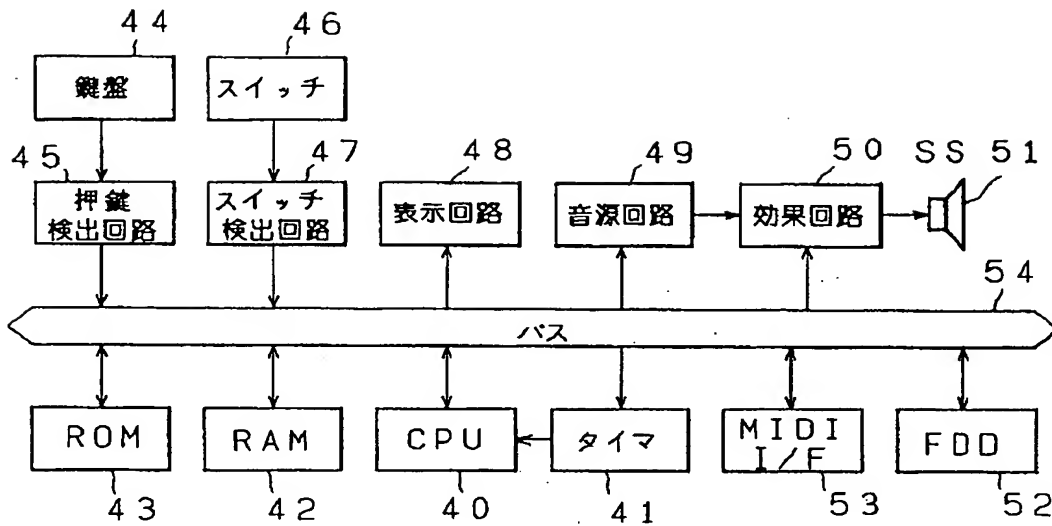 44
46
鍵盤
スイッチ
45
47
48
49
50
SS
51
押鍵
検出回路
スイッチ
検出回路
表示回路
音源回路
効果回路
54
バス
ROM
RAM
CPU
タイマ
MIDI
I/F
FDD
43
42
40
41
53
52